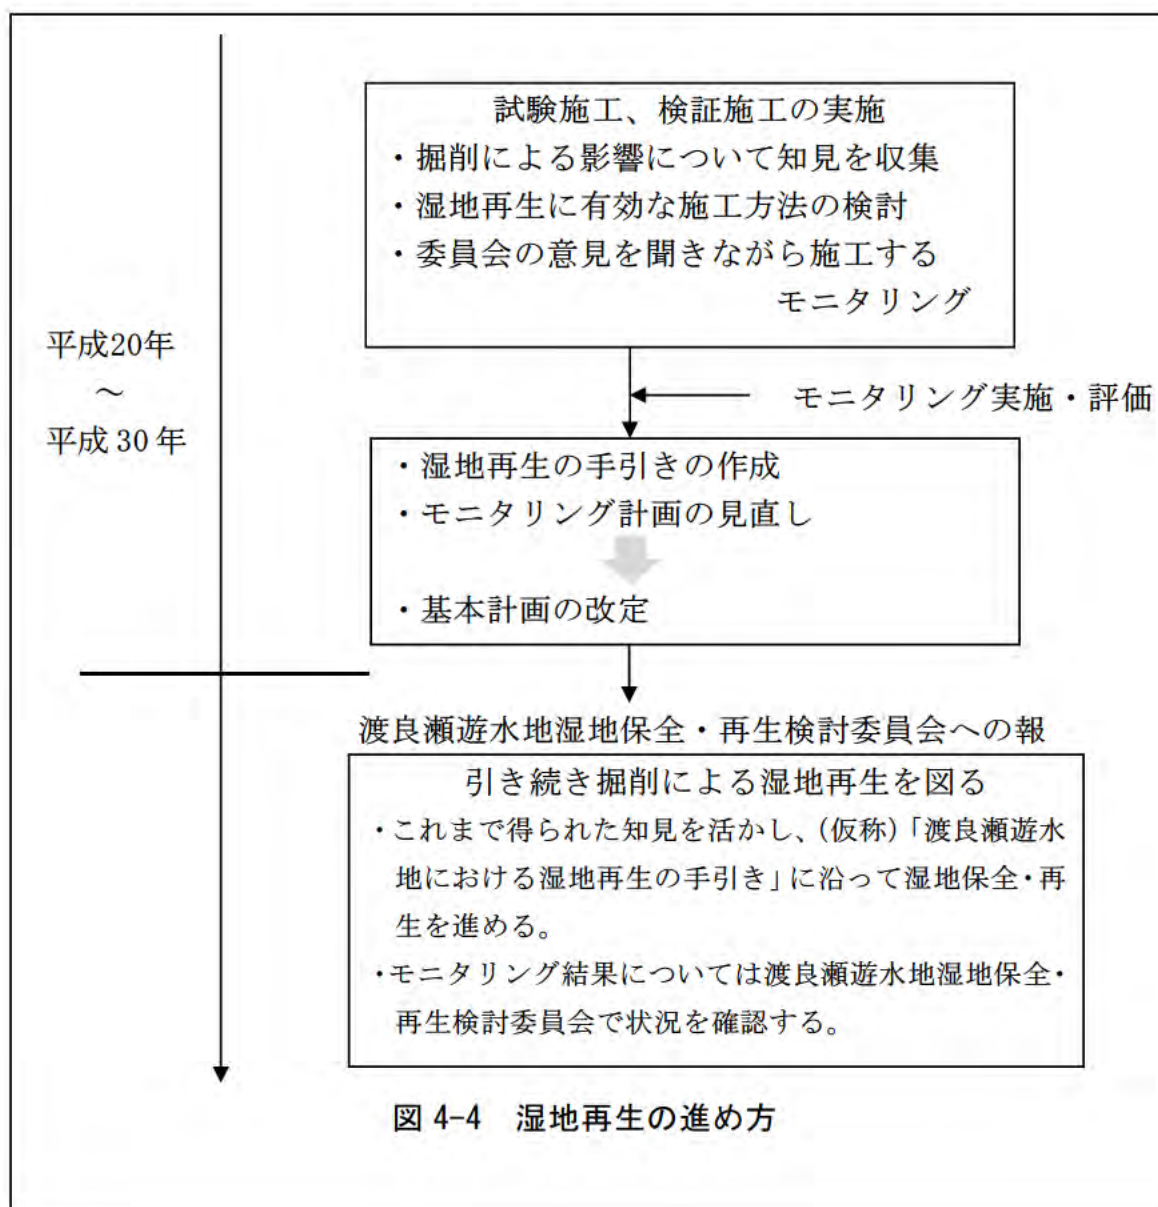 試験施工、検証施工の実施
・掘削による影響について知見を収集
・湿地再生に有効な施工方法の検討
・委員会の意見を聞きながら施工する
モニタリング
平成20年
～
平成 30 年
モニタリング実施・評価
・湿地再生の手引きの作成
・モニタリング計画の見直し
・基本計画の改定
渡良瀬遊水地湿地保全・再生検討委員会への報
引き続き掘削による湿地再生を図る
・これまで得られた知見を活かし、(仮称)「渡良瀬遊水
地における湿地再生の手引き」に沿って湿地保全・再
生を進める。
・モニタリング結果については渡良瀬遊水地湿地保全・
再生検討委員会で状況を確認する。
図 4-4　湿地再生の進め方